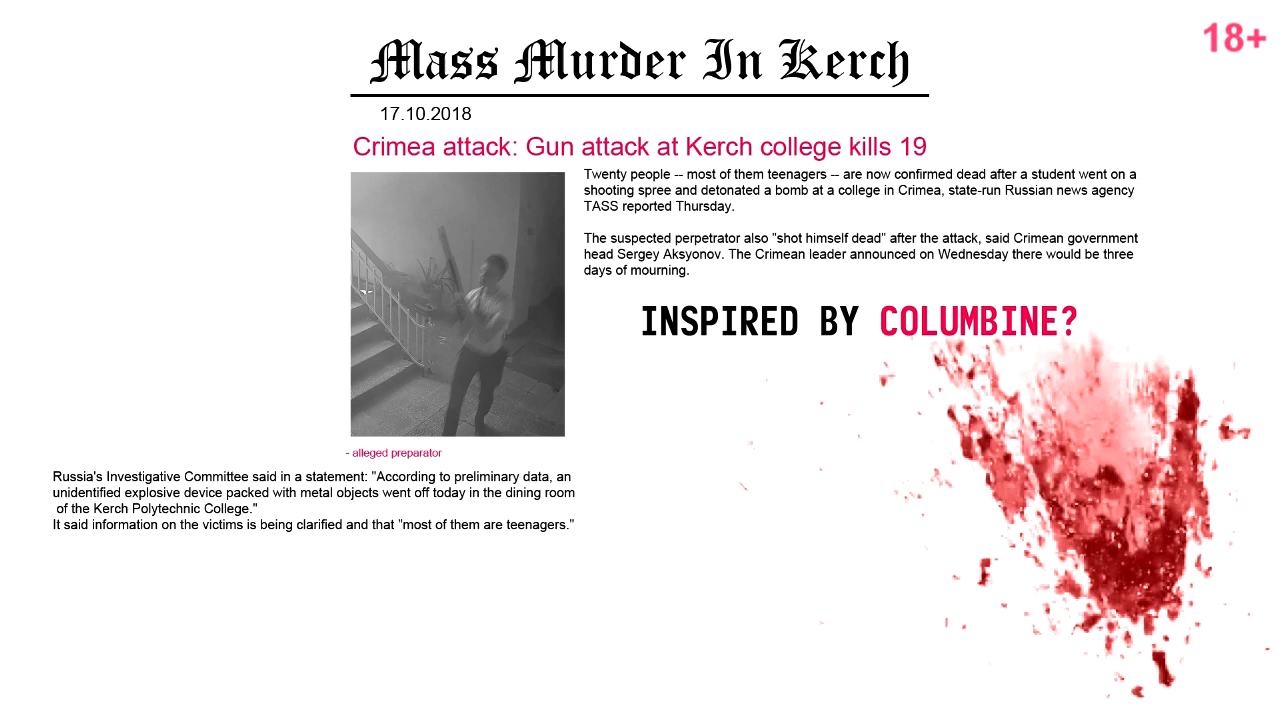 Mass Murder In Kerch
18+
17.10.2018
Crimea attack: Gun attack at Kerch college kills 19
Twenty people -- most of them teenagers -- are now confirmed dead after a student went on a
shooting spree and detonated a bomb at a college in Crimea, state-run Russian news agency
TASS reported Thursday.
The suspected perpetrator also "shot himself dead" after the attack, said Crimean government
head Sergey Aksyonov. The Crimean leader announced on Wednesday there would be three
days of mourning.
INSPIRED BY COLUMBINE?
- alleged preparator
Russia's Investigative Committee said in a statement: "According to preliminary data, an
unidentified explosive device packed with metal objects went off today in the dining room
of the Kerch Polytechnic College."
It said information on the victims is being clarified and that "most of them are teenagers."